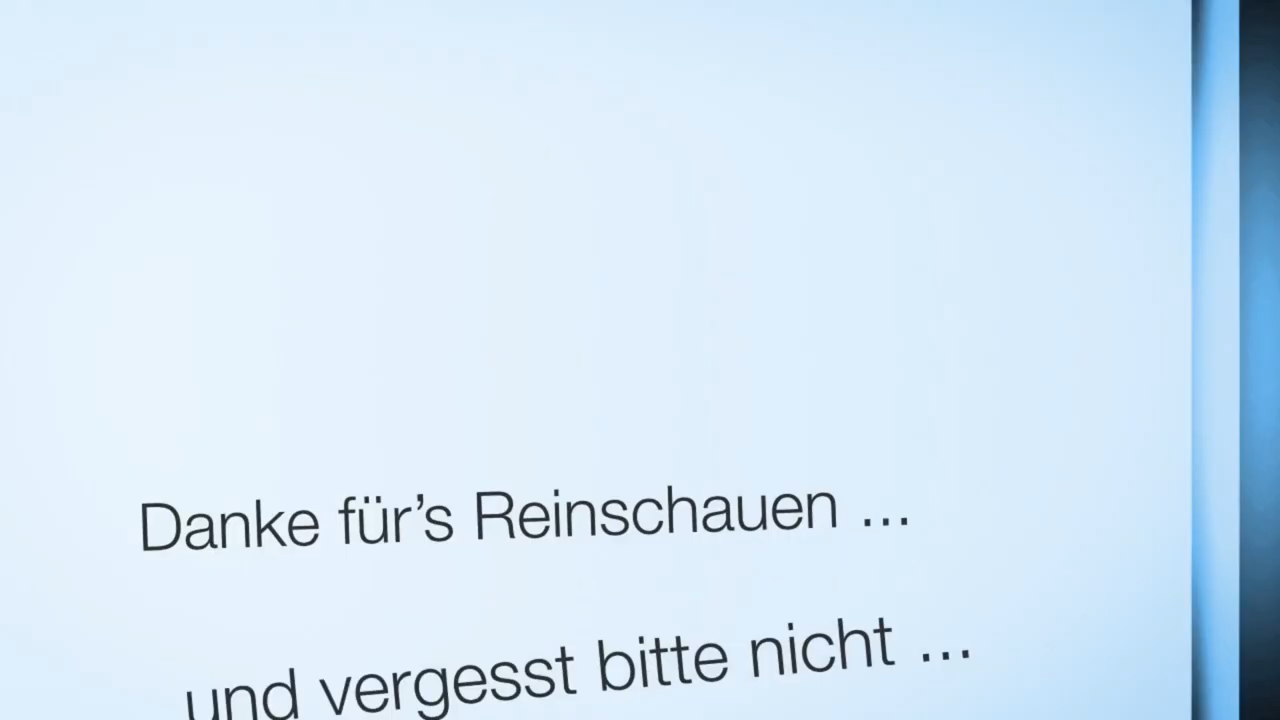 Danke für’s Reinschauen ...
und vergesst bitte nicht ...